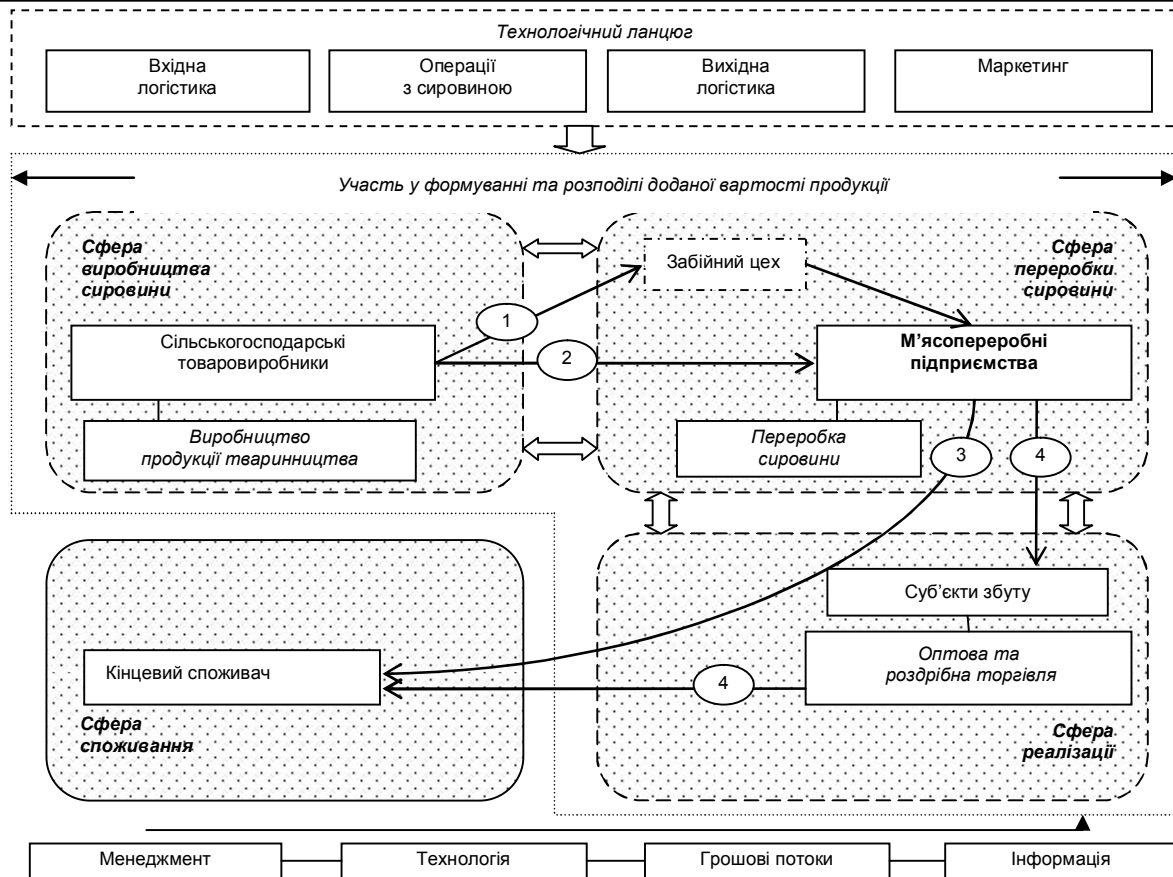 Технологічний ланцюг
Вхідна
логістика
Операції
з сировиною
Вихідна
логістика
Маркетинг
Участь у формуванні та розподілі доданої вартості продукції
Сфера
виробництва
сировини
Забійний цех
Сфера
переробки
сировини
1
Сільськогосподарські
товаровиробники
2
М’ясопереробні
підприємства
Виробництво
продукції тваринництва
Переробка
сировини
3
4
Суб’єкти збуту
Оптова та
роздрібна торгівля
Кінцевий споживач
4
Сфера
споживання
Сфера
реалізації
Менеджмент
Технологія
Грошові потоки
Інформація